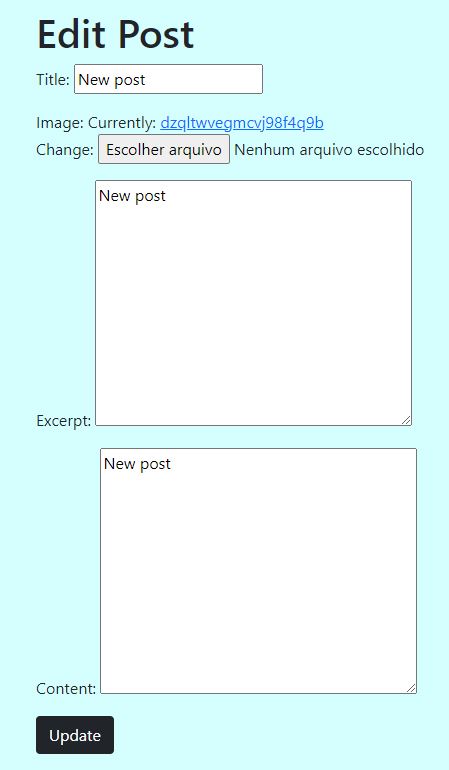 Edit Post
Title: New post
Image: Currently: dzqltwvegmcvj98f4q9b
Change: Escolher arquivo Nenhum arquivo escolhido
New post
Excerpt:
New post
Content:
Update